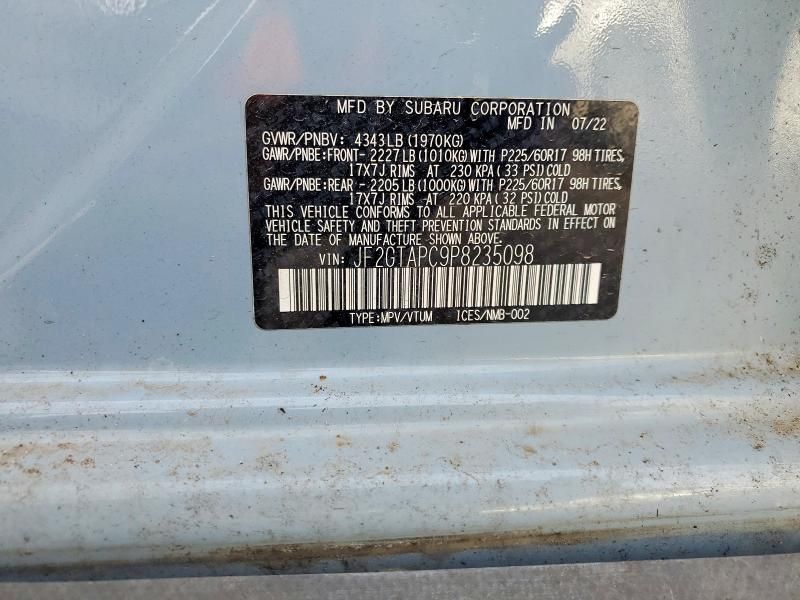 MFD BY SUBARU CORPORATION
MFD IN 07/22
GVWR/PNBV: 4343LB (1970KG)
GAWR/PNBE:FRONT- 2227LB (1010KG) WITH P225/60R17 98H TIRES,
17X7J RIMS AT 230 KPA (33 PSI) COLD
GAWR/PNBE:REAR - 2205LB (1000KG) WITH P225/60R17 98H TIRES,
17X7J RIMS AT 220 KPA (32 PSI) COLD
THIS VEHICLE CONFORMS TO ALL APPLICABLE FEDERAL MOTOR
VEHICLE SAFETY AND THEFT PREVENTION STANDARDS IN EFFECT ON THE
DATE OF MANUFACTURE SHOWN ABOVE.
VIN: JF2GTAPC9P8235098
TYPE:MPV/VTUM ICES/NMB-002